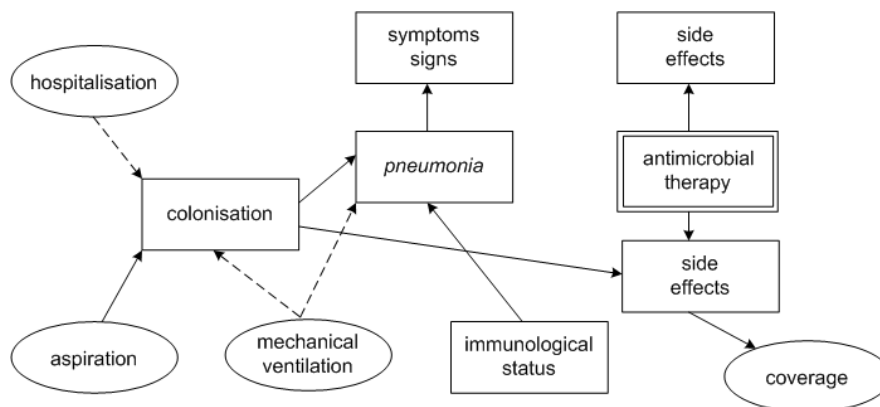 symptoms
signs
side
effects
hospitalisation
pneumonia
antimicrobial
therapy
colonisation
side
effects
aspiration
mechanical
ventilation
immunological
status
coverage